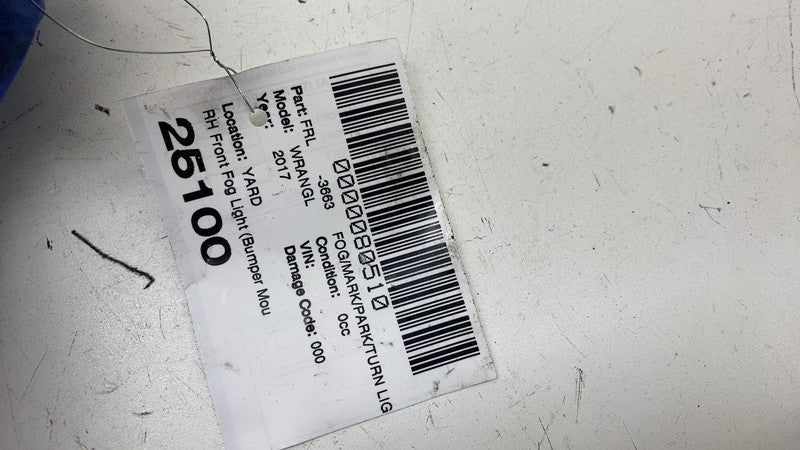 0000080510
Part: FRL -3663 FOG/MARK/PARK/TURN LIG
Model: WRANGL Condition: 0cc
Year: 2017 VIN:
Damage Code: 000
Location: YARD
RH Front Fog Light (Bumper Mou
25100